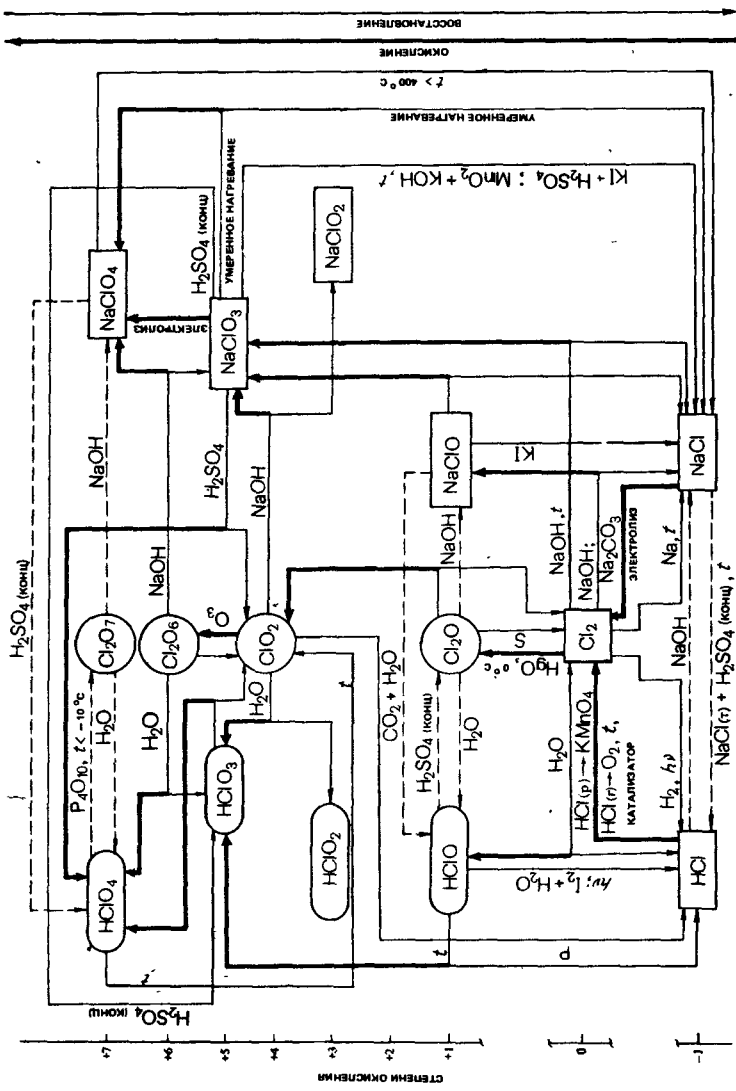 ВОССТАНОВЛЕНИЕ
ОКИСЛЕНИЕ
t > 400 °C
УМЕРЕННОЕ НАГРЕВАНИЕ
KI + H₂SO₄ ; MnO₂ + KOH, t
H₂SO₄ (КОНЦ)
УМЕРЕННОЕ НАГРЕВАНИЕ
NaClO₄
ЭЛЕКТРОЛИЗ
NaClO₃
NaClO₂
H₂SO₄ (КОНЦ)
NaOH
NaOH
H₂SO₄
NaOH
NaClO
KI
NaCl
NaOH
NaOH, t
NaOH;
Na₂CO₃
ЭЛЕКТРОЛИЗ
Na, t
Cl₂O₇
Cl₂O₆
O₃
ClO₂
Cl₂O
S
HgO, 0°C
Cl₂
NaOH
NaCl(т) + H₂SO₄ (КОНЦ), t
P₄O₁₀, t < −10 °C
H₂O
H₂O
H₂O
t
CO₂ + H₂O
H₂SO₄ (КОНЦ)
H₂O
H₂O
HCl(р) → KMnO₄
HCl(г) → O₂, t,
КАТАЛИЗАТОР
H₂, hν
HClO₄
HClO₃
HClO₂
HClO
hν; I₂ + H₂O
HCl
t
t
P
H₂SO₄ (КОНЦ)
+7
+6
+5
+4
+3
+2
+1
0
−1
СТЕПЕНИ ОКИСЛЕНИЯ